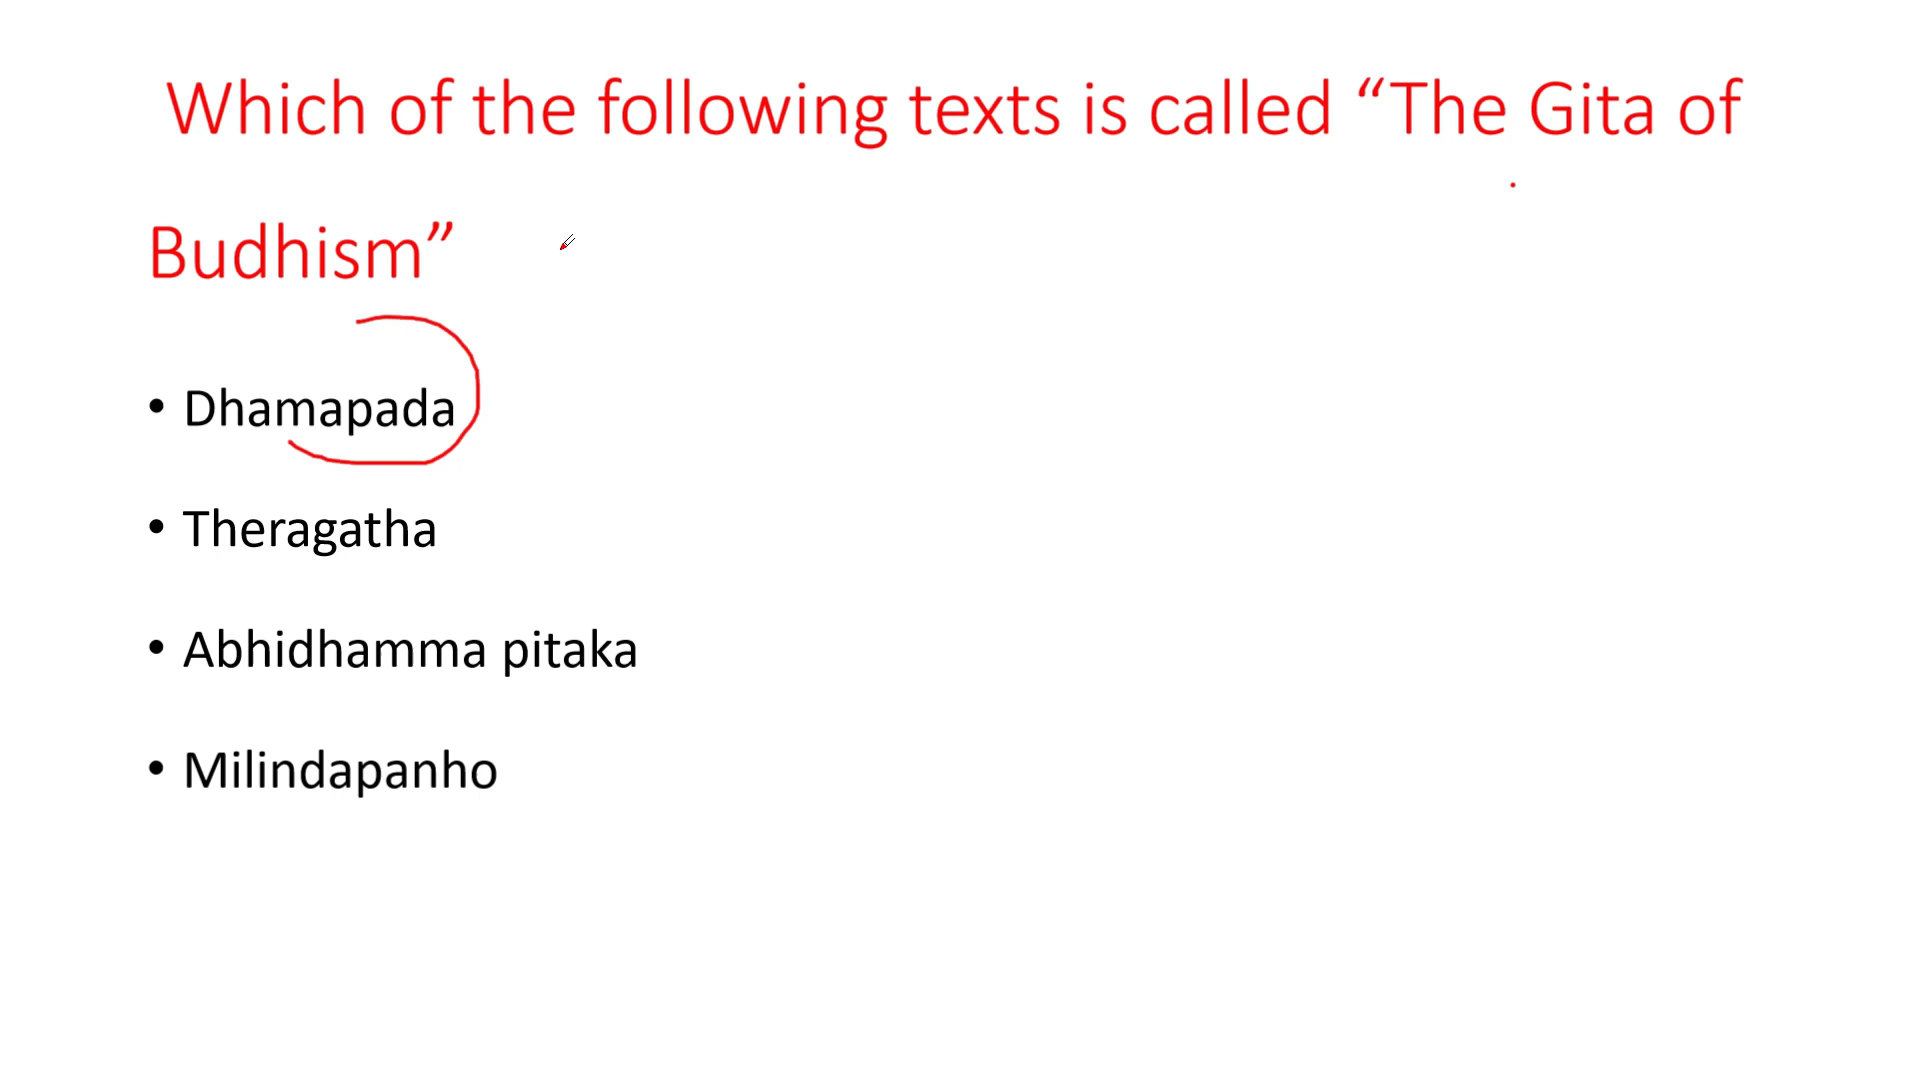 Which of the following texts is called “The Gita of
Budhism”
• Dhamapada
• Theragatha
• Abhidhamma pitaka
• Milindapanho